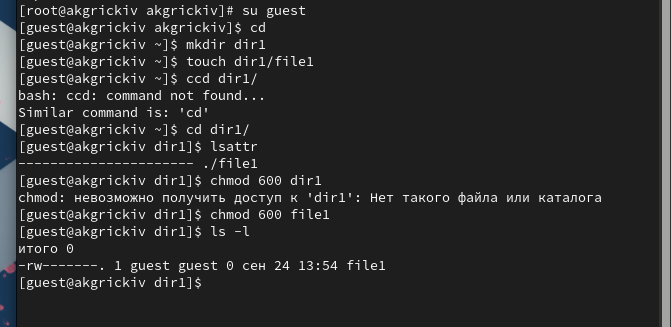 [root@akgrickiv akgrickiv]# su guest
[guest@akgrickiv akgrickiv]$ cd
[guest@akgrickiv ~]$ mkdir dir1
[guest@akgrickiv ~]$ touch dir1/file1
[guest@akgrickiv ~]$ ccd dir1/
bash: ccd: command not found...
Similar command is: 'cd'
[guest@akgrickiv ~]$ cd dir1/
[guest@akgrickiv dir1]$ lsattr
---------------------- ./file1
[guest@akgrickiv dir1]$ chmod 600 dir1
chmod: невозможно получить доступ к 'dir1': Нет такого файла или каталога
[guest@akgrickiv dir1]$ chmod 600 file1
[guest@akgrickiv dir1]$ ls -l
итого 0
-rw-------. 1 guest guest 0 сен 24 13:54 file1
[guest@akgrickiv dir1]$